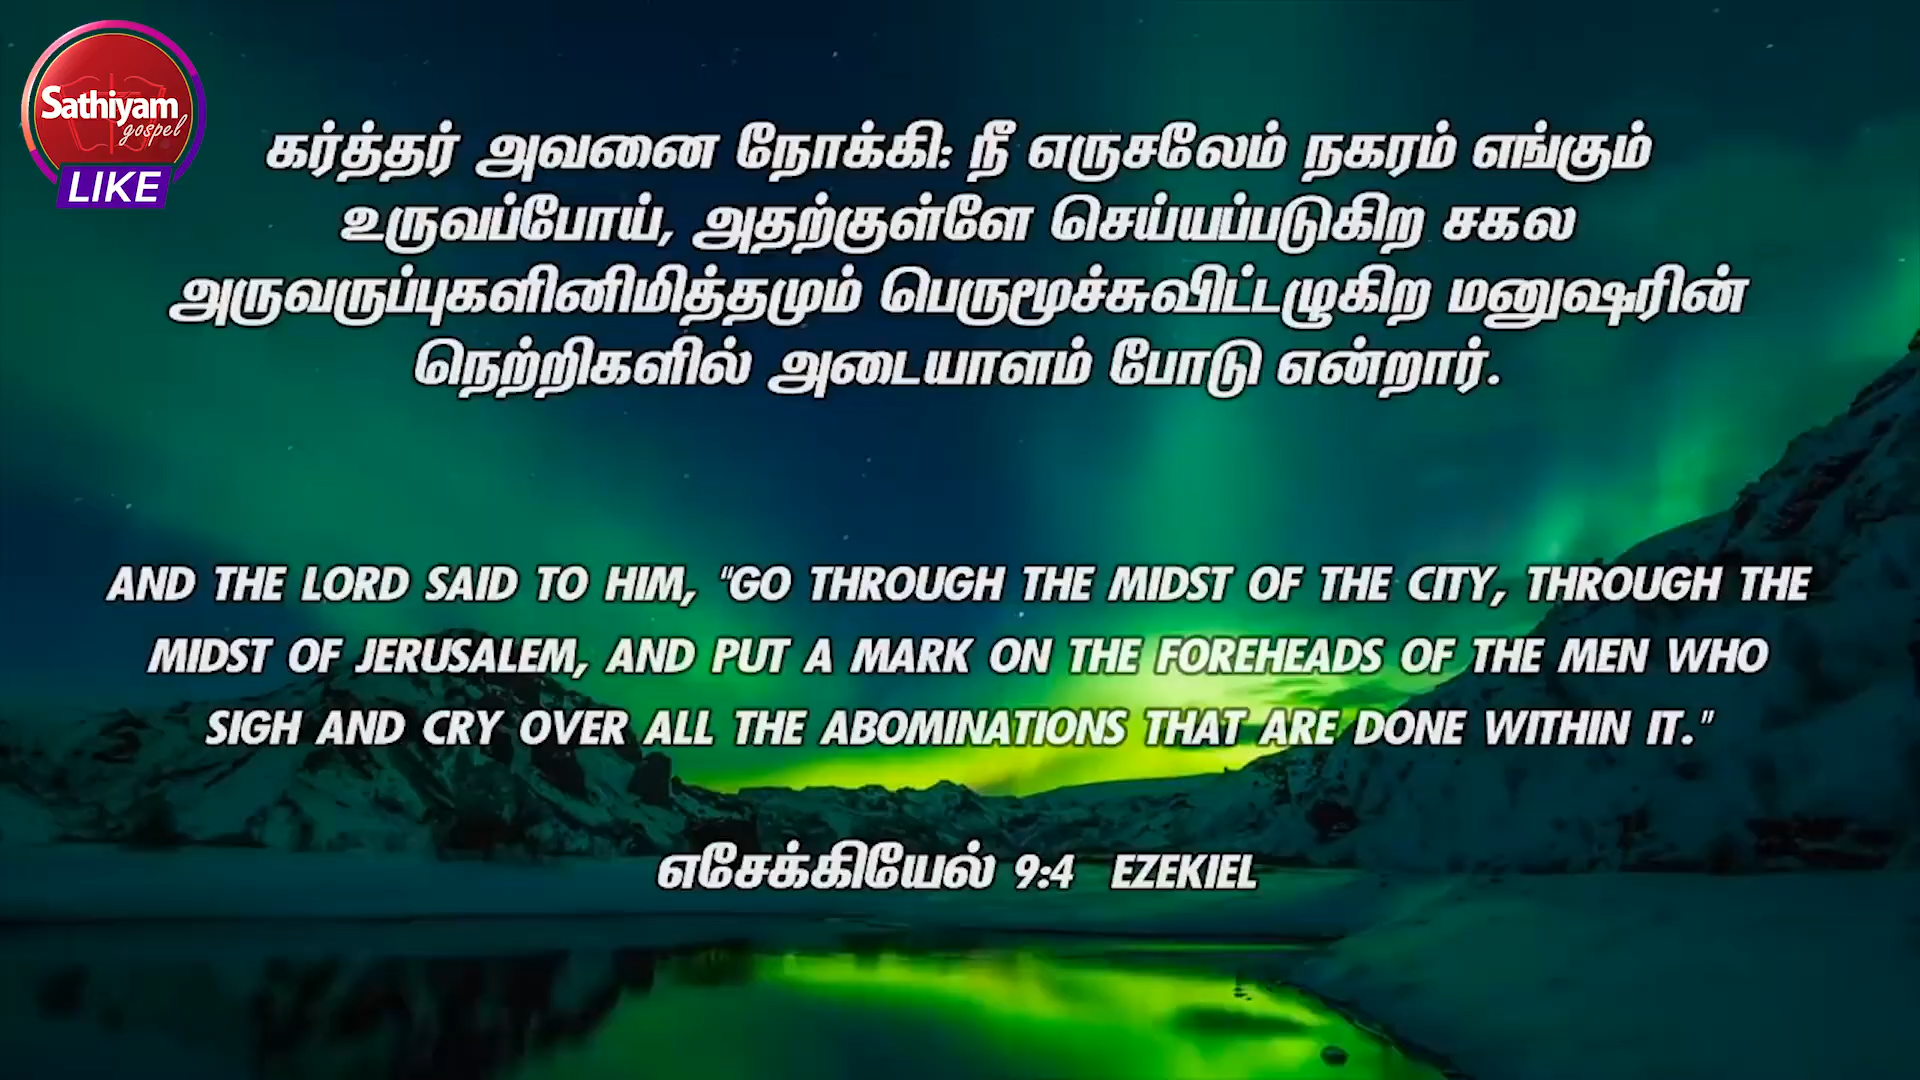 Sathiyam
gospel
LIKE
கர்த்தர் அவனை நோக்கி: நீ எருசலேம் நகரம் எங்கும்
உருவப்போய், அதற்குள்ளே செய்யப்படுகிற சகல
அருவருப்புகளினிமித்தமும் பெருமூச்சுவிட்டழுகிற மனுஷரின்
நெற்றிகளில் அடையாளம் போடு என்றார்.
AND THE LORD SAID TO HIM, "GO THROUGH THE MIDST OF THE CITY, THROUGH THE
MIDST OF JERUSALEM, AND PUT A MARK ON THE FOREHEADS OF THE MEN WHO
SIGH AND CRY OVER ALL THE ABOMINATIONS THAT ARE DONE WITHIN IT."
எசேக்கியேல் 9:4 EZEKIEL